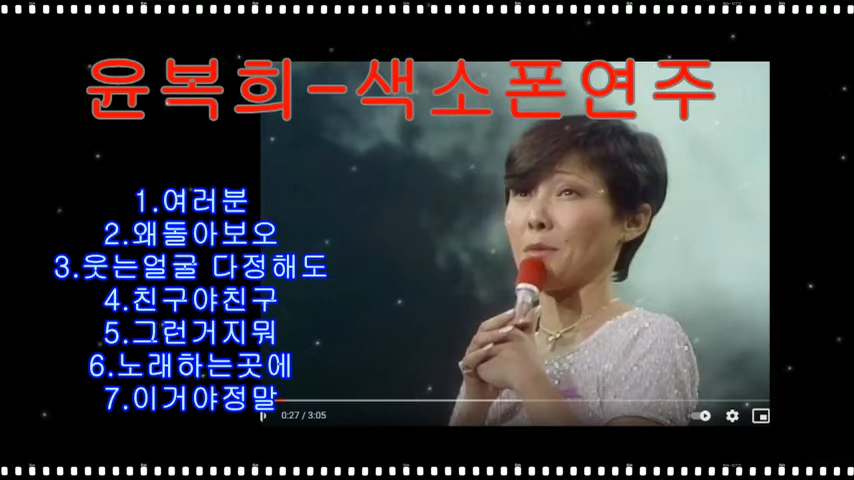 윤복희-색소폰연주
1.여러분
2.왜돌아보오
3.웃는얼굴 다정해도
4.친구야친구
5.그런거지뭐
6.노래하는곳에
7.이거야정말
0:27 / 3:05